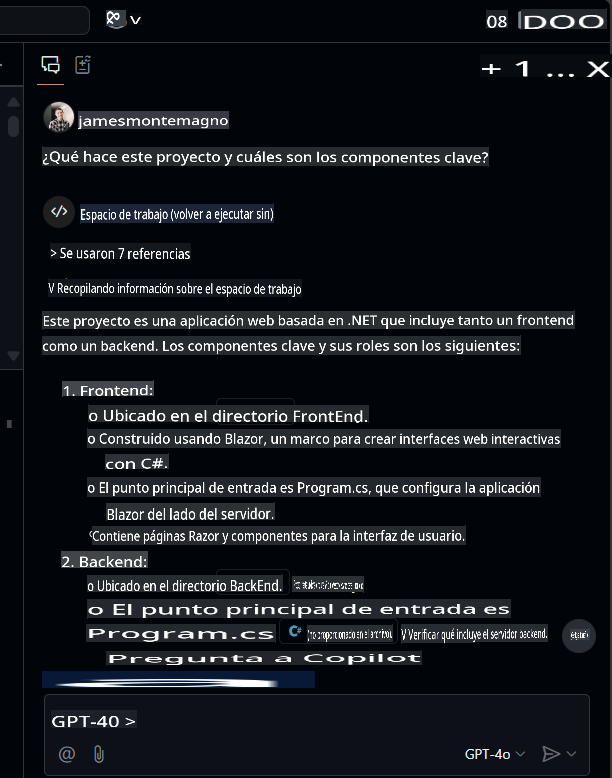 08 DOO
+ 1 ... X
jamesmontemagno
¿Qué hace este proyecto y cuáles son los componentes clave?
Espacio de trabajo (volver a ejecutar sin)
> Se usaron 7 referencias
V Recopilando información sobre el espacio de trabajo
Este proyecto es una aplicación web basada en .NET que incluye tanto un frontend
como un backend. Los componentes clave y sus roles son los siguientes:
1. Frontend:
o Ubicado en el directorio FrontEnd.
o Construido usando Blazor, un marco para crear interfaces web interactivas
con C#.
o El punto principal de entrada es Program.cs, que configura la aplicación
Blazor del lado del servidor.
Contiene páginas Razor y componentes para la interfaz de usuario.
2. Backend:
o Ubicado en el directorio BackEnd.
o El punto principal de entrada es
Program.cs C# (no proporcionado en el archivo). V Verificar qué incluye el servidor backend.
Pregunta a Copilot
GPT-40 >
@ GPT-4o